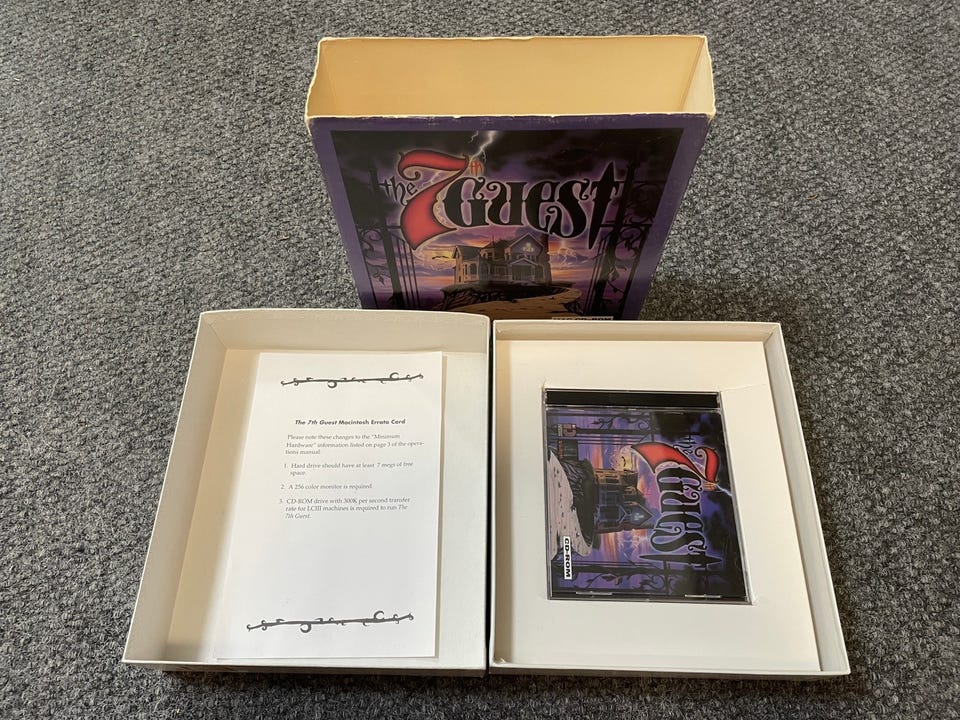 the 7th Guest
The 7th Guest Macintosh Errata Card
Please note these changes to the "Minimum
Hardware" information listed on page 3 of the opera-
tions manual:
1. Hard drive should have at least 7 megs of free
space.
2. A 256 color monitor is required.
3. CD-ROM drive with 300K per second transfer
rate for LCIII machines is required to run The
7th Guest.
the 7th Guest
CD-ROM